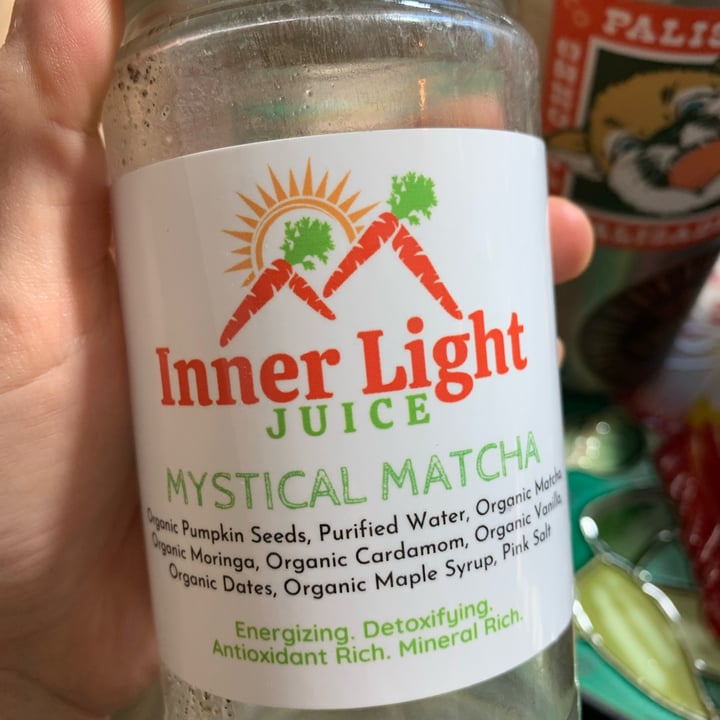 Inner Light
JUICE
MYSTICAL MATCHA
Organic Pumpkin Seeds, Purified Water, Organic Matcha,
Organic Moringa, Organic Cardamom, Organic Vanilla,
Organic Dates, Organic Maple Syrup, Pink Salt
Energizing. Detoxifying.
Antioxidant Rich. Mineral Rich.